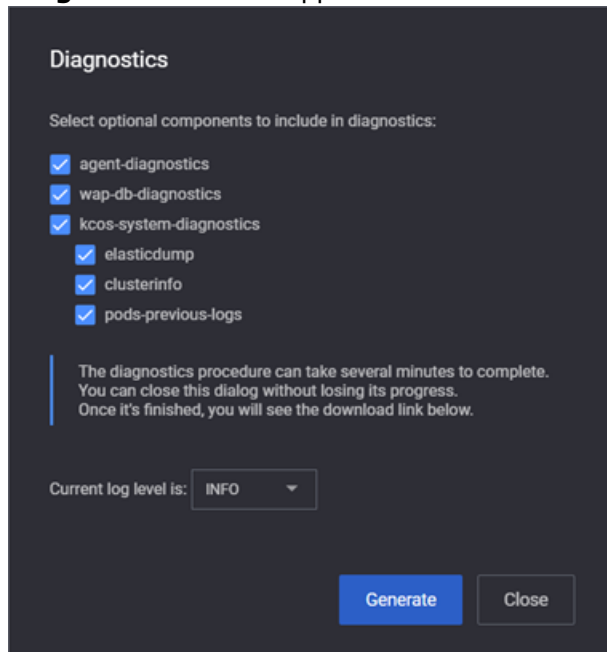 Diagnostics
Select optional components to include in diagnostics:
agent-diagnostics
wap-db-diagnostics
kcos-system-diagnostics
elasticdump
clusterinfo
pods-previous-logs
The diagnostics procedure can take several minutes to complete.
You can close this dialog without losing its progress.
Once it's finished, you will see the download link below.
Current log level is: INFO
Generate Close